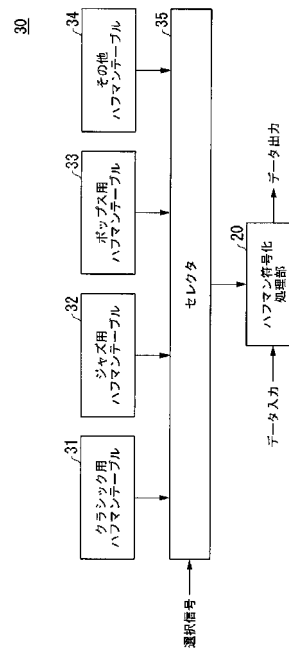 30
31
クラシック用
ハフマンテーブル
32
ジャズ用
ハフマンテーブル
33
ポップス用
ハフマンテーブル
34
その他
ハフマンテーブル
35
セレクタ
選択信号
20
ハフマン符号化
処理部
データ入力
データ出力